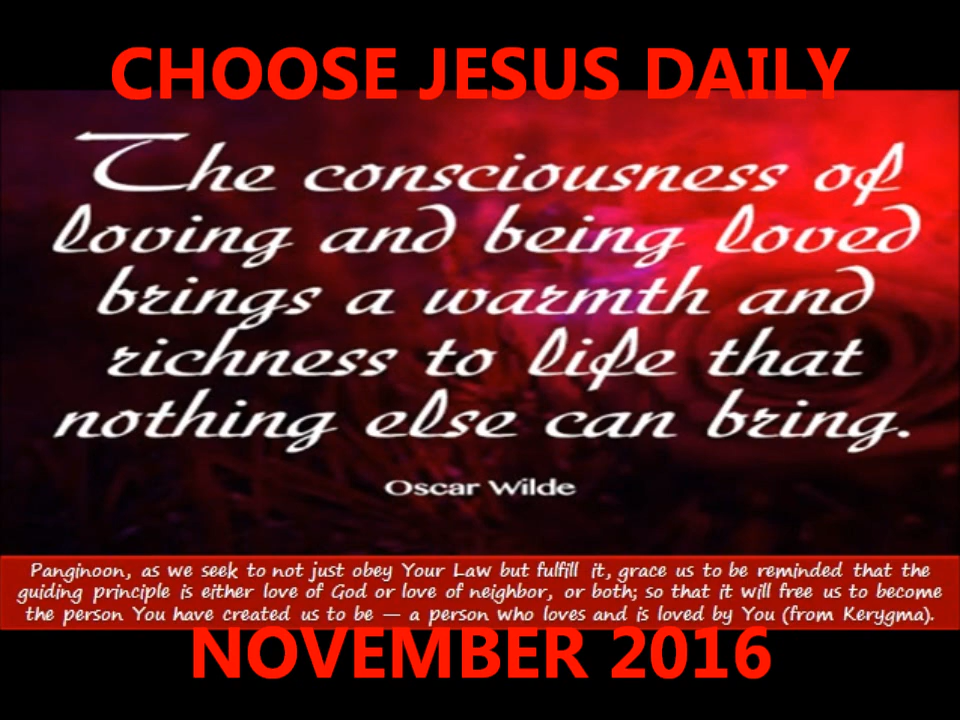 CHOOSE JESUS DAILY
The consciousness of
loving and being loved
brings a warmth and
richness to life that
nothing else can bring.
Oscar Wilde
Panginoon, as we seek to not just obey Your Law but fulfill it, grace us to be reminded that the
guiding principle is either love of God or love of neighbor, or both; so that it will free us to become
the person You have created us to be — a person who loves and is loved by You (from Kerygma).
NOVEMBER 2016